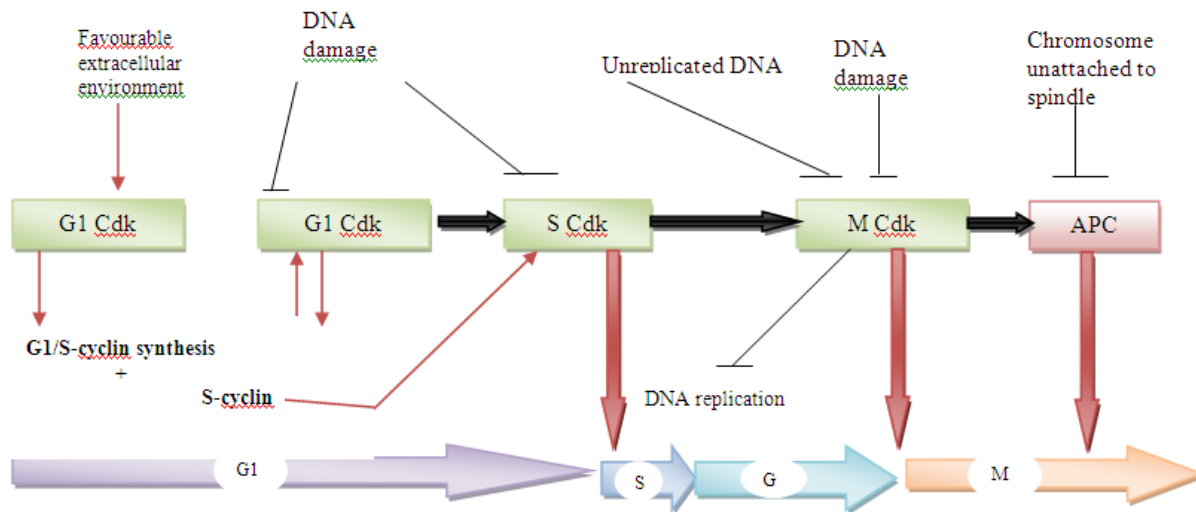 Favourable
extracellular
environment
DNA
damage
Unreplicated DNA
DNA
damage
Chromosome
unattached to
spindle
G1 Cdk
G1 Cdk
S Cdk
M Cdk
APC
G1/S-cyclin synthesis
+
S-cyclin
DNA replication
G1
S
G
M